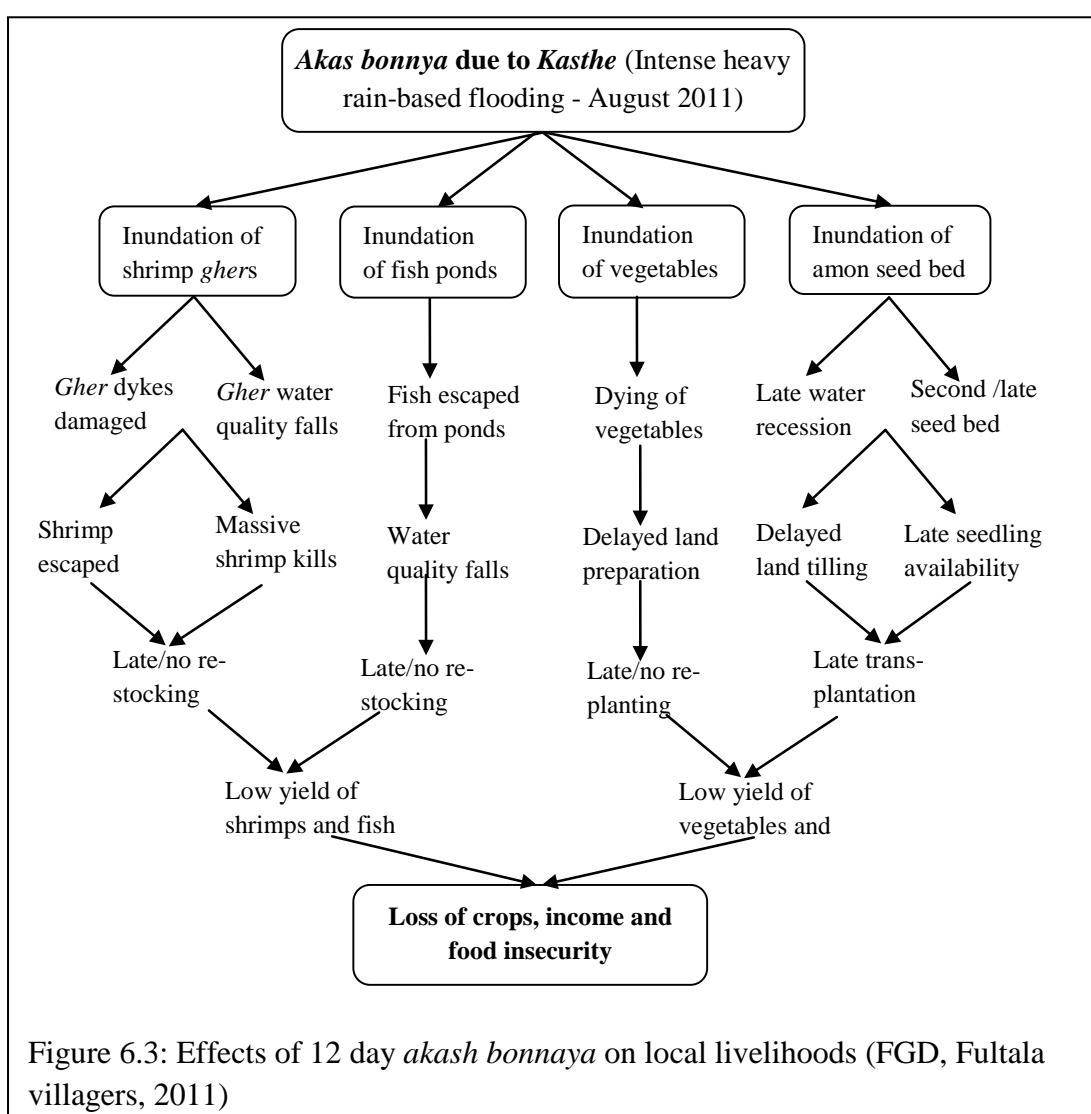 Akas bonnya due to Kasthe (Intense heavy
rain-based flooding - August 2011)
Inundation of
shrimp ghers
Inundation
of fish ponds
Inundation
of vegetables
Inundation of
amon seed bed
Gher dykes
damaged
Gher water
quality falls
Fish escaped
from ponds
Dying of
vegetables
Late water
recession
Second /late
seed bed
Shrimp
escaped
Massive
shrimp kills
Water
quality falls
Delayed land
preparation
Delayed
land tilling
Late seedling
availability
Late/no re-
stocking
Late/no re-
stocking
Late/no re-
planting
Late trans-
plantation
Low yield of
shrimps and fish
Low yield of
vegetables and
Loss of crops, income and
food insecurity
Figure 6.3: Effects of 12 day akash bonnaya on local livelihoods (FGD, Fultala
villagers, 2011)